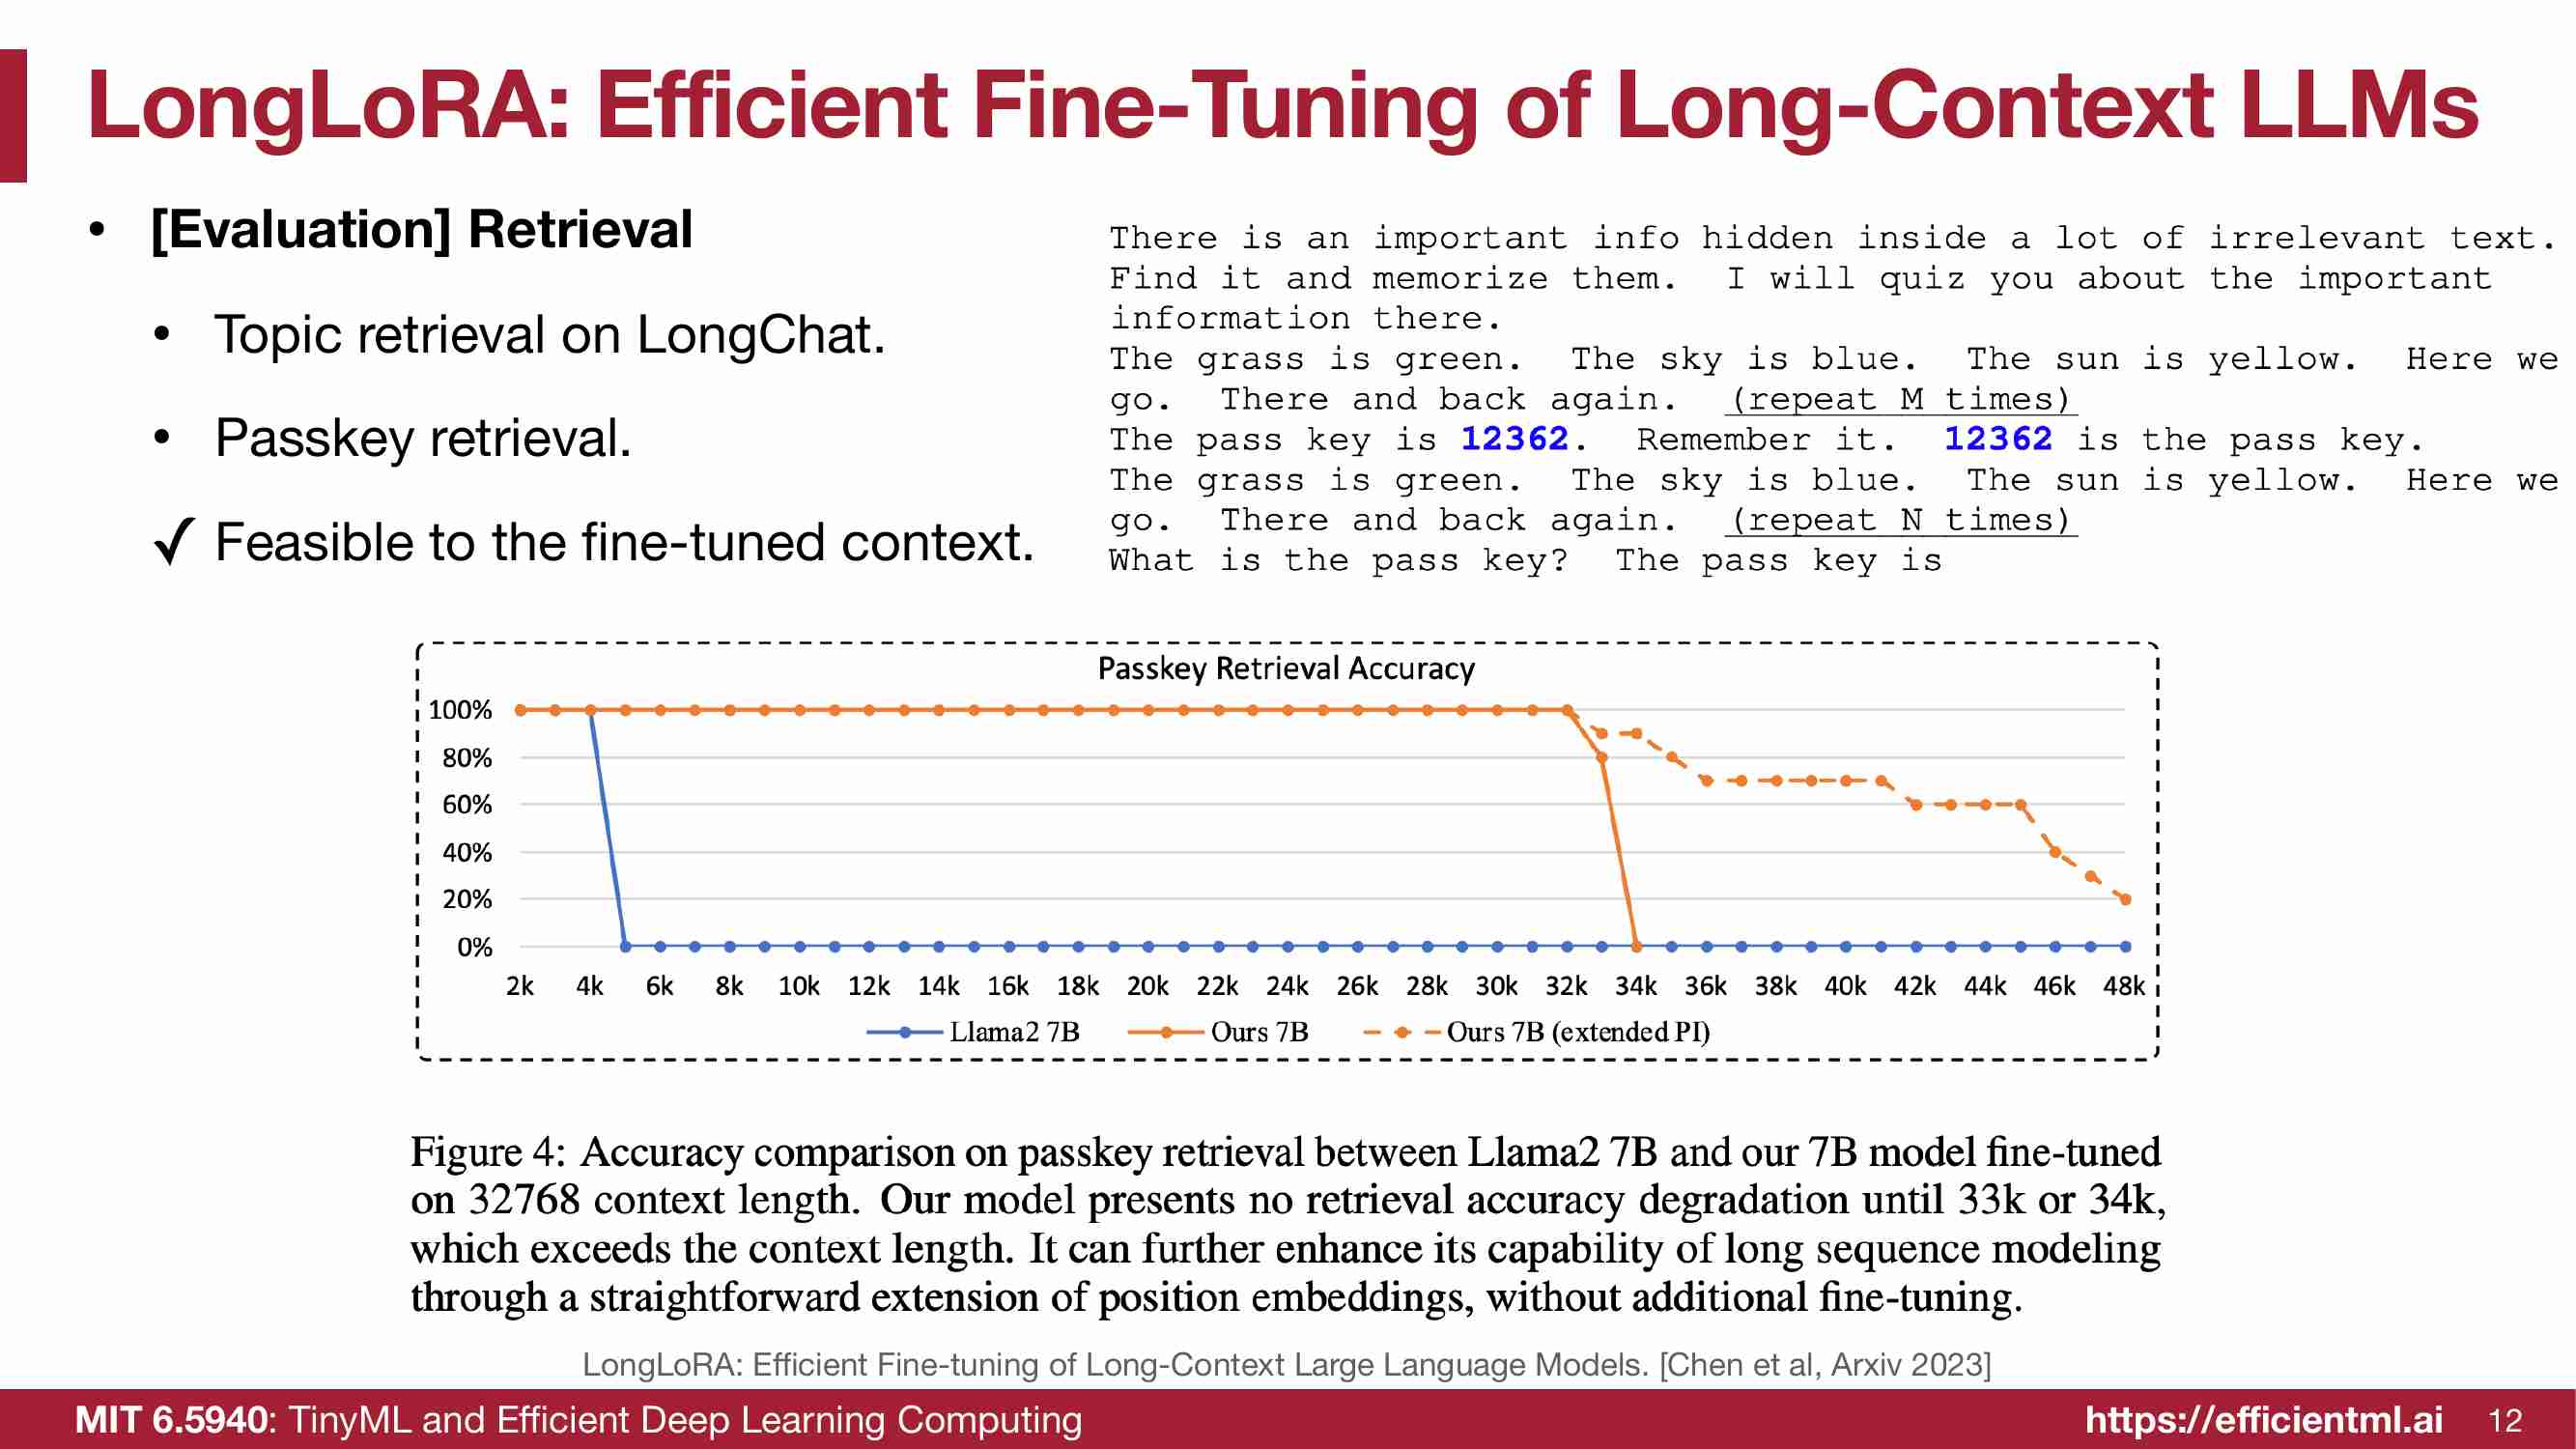 LongLoRA: Efficient Fine-Tuning of Long-Context LLMs
• [Evaluation] Retrieval
• Topic retrieval on LongChat.
• Passkey retrieval.
✓ Feasible to the fine-tuned context.
There is an important info hidden inside a lot of irrelevant text.
Find it and memorize them. I will quiz you about the important
information there.
The grass is green. The sky is blue. The sun is yellow. Here we
go. There and back again. (repeat M times)
The pass key is 12362. Remember it. 12362 is the pass key.
The grass is green. The sky is blue. The sun is yellow. Here we
go. There and back again. (repeat N times)
What is the pass key? The pass key is
Passkey Retrieval Accuracy
100%
80%
60%
40%
20%
0%
2k 4k 6k 8k 10k 12k 14k 16k 18k 20k 22k 24k 26k 28k 30k 32k 34k 36k 38k 40k 42k 44k 46k 48k
Llama2 7B Ours 7B Ours 7B (extended PI)
Figure 4: Accuracy comparison on passkey retrieval between Llama2 7B and our 7B model fine-tuned
on 32768 context length. Our model presents no retrieval accuracy degradation until 33k or 34k,
which exceeds the context length. It can further enhance its capability of long sequence modeling
through a straightforward extension of position embeddings, without additional fine-tuning.
LongLoRA: Efficient Fine-tuning of Long-Context Large Language Models. [Chen et al, Arxiv 2023]
MIT 6.5940: TinyML and Efficient Deep Learning Computing https://efficientml.ai 12